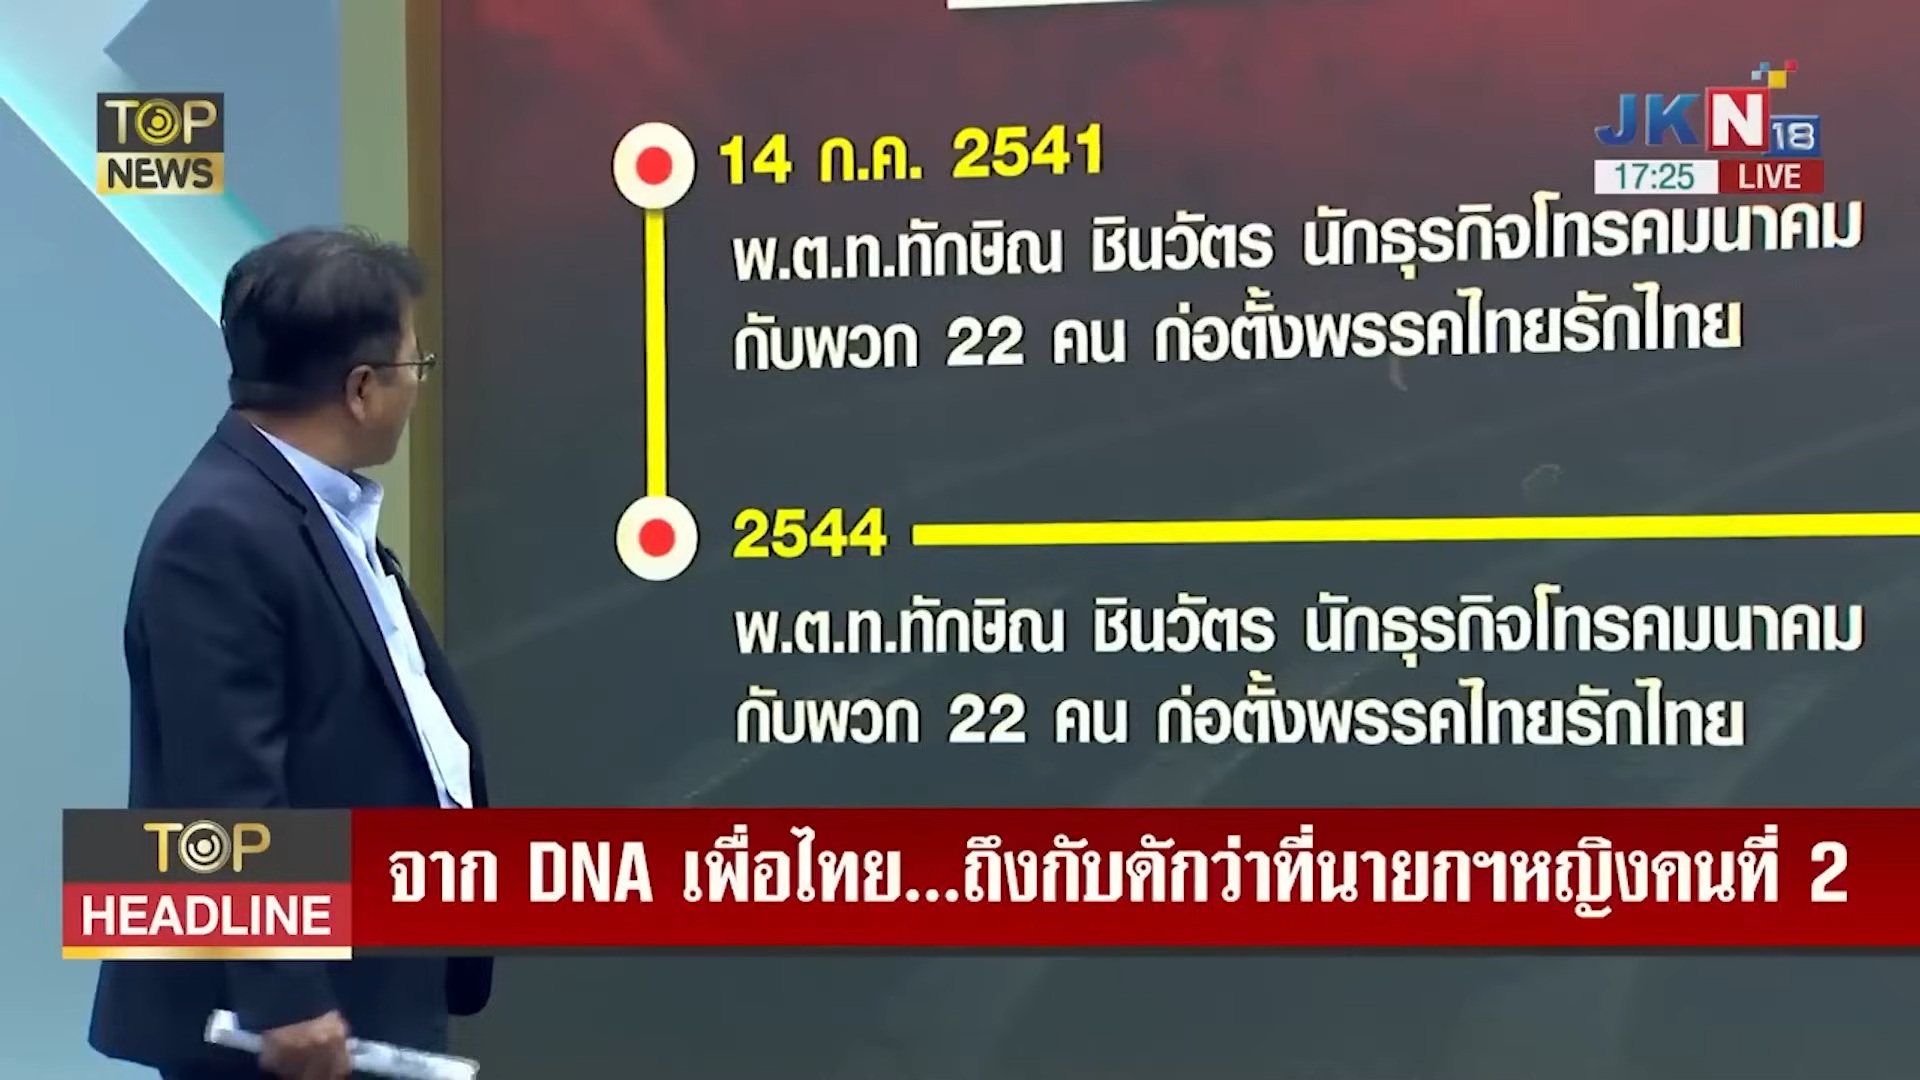 TOP
NEWS
JKN 18
17:25 LIVE
14 ก.ค. 2541
พ.ต.ท.ทักษิณ ชินวัตร นักธุรกิจโทรคมนาคม
กับพวก 22 คน ก่อตั้งพรรคไทยรักไทย
2544
พ.ต.ท.ทักษิณ ชินวัตร นักธุรกิจโทรคมนาคม
กับพวก 22 คน ก่อตั้งพรรคไทยรักไทย
TOP
HEADLINE
จาก DNA เพื่อไทย...ถึงกับดักว่าที่นายกฯหญิงคนที่ 2